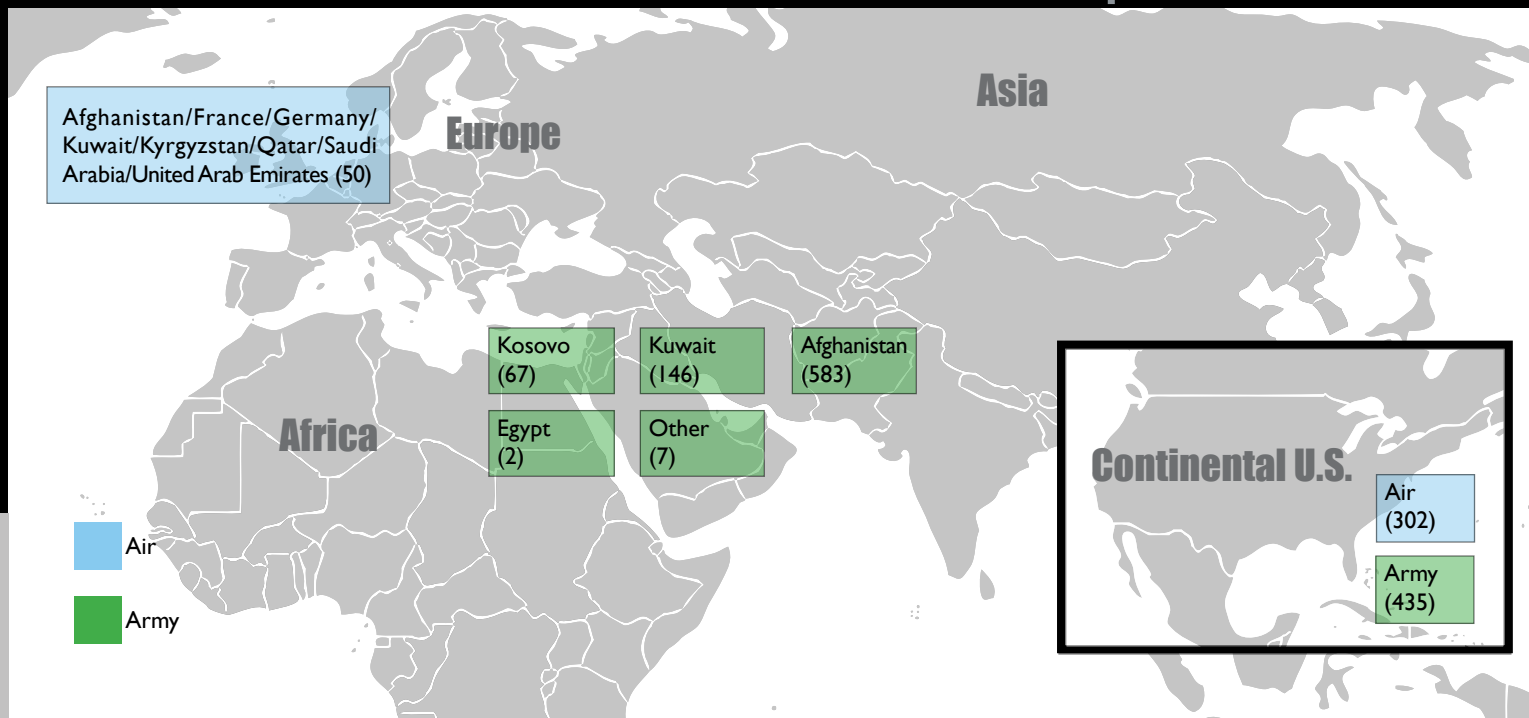 Asia
Europe
Afghanistan/France/Germany/
Kuwait/Kyrgyzstan/Qatar/Saudi
Arabia/United Arab Emirates (50)
Kosovo
(67)
Kuwait
(146)
Afghanistan
(583)
Africa
Egypt
(2)
Other
(7)
Continental U.S.
Air
(302)
Army
(435)
Air
Army